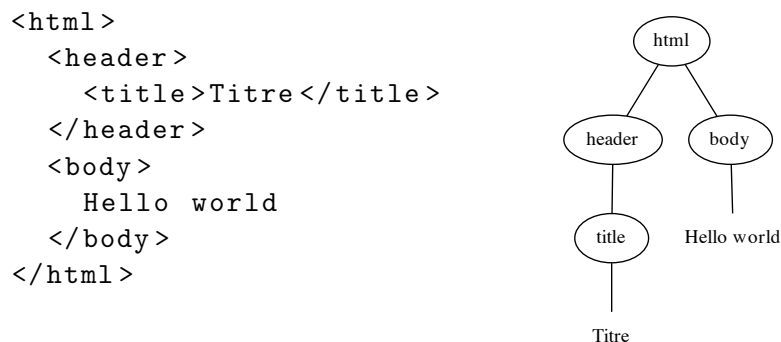 <html>
  <header>
    <title>Titre</title>
  </header>
  <body>
    Hello world
  </body>
</html>
html
header body
title Hello world
Titre